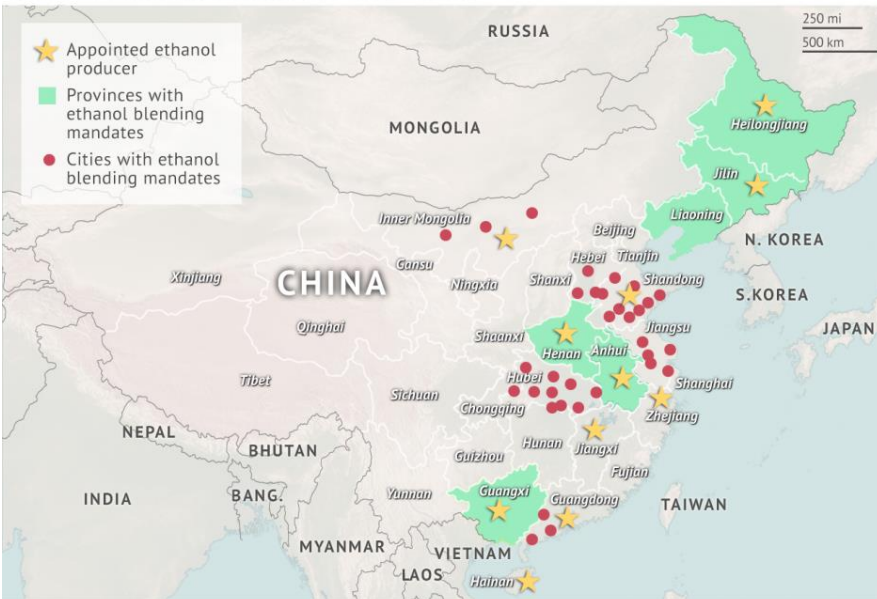 Appointed ethanol
producer
Provinces with
ethanol blending
mandates
Cities with ethanol
blending mandates
RUSSIA
250 mi
500 km
MONGOLIA
Heilongjiang
Jilin
Liaoning
Inner Mongolia
Beijing
N. KOREA
Gansu
Hebei
Tianjin
Xinjiang
CHINA
Ningxia
Shanxi
Shandong
S.KOREA
Qinghai
Shaanxi
Jiangsu
JAPAN
Henan
Anhui
Tibet
Hubei
Shanghai
Sichuan
Chongqing
Zhejiang
NEPAL
BHUTAN
Hunan
Jiangxi
Guizhou
Fujian
INDIA
BANG.
Yunnan
Guangxi
Guangdong
TAIWAN
MYANMAR
VIETNAM
LAOS
Hainan